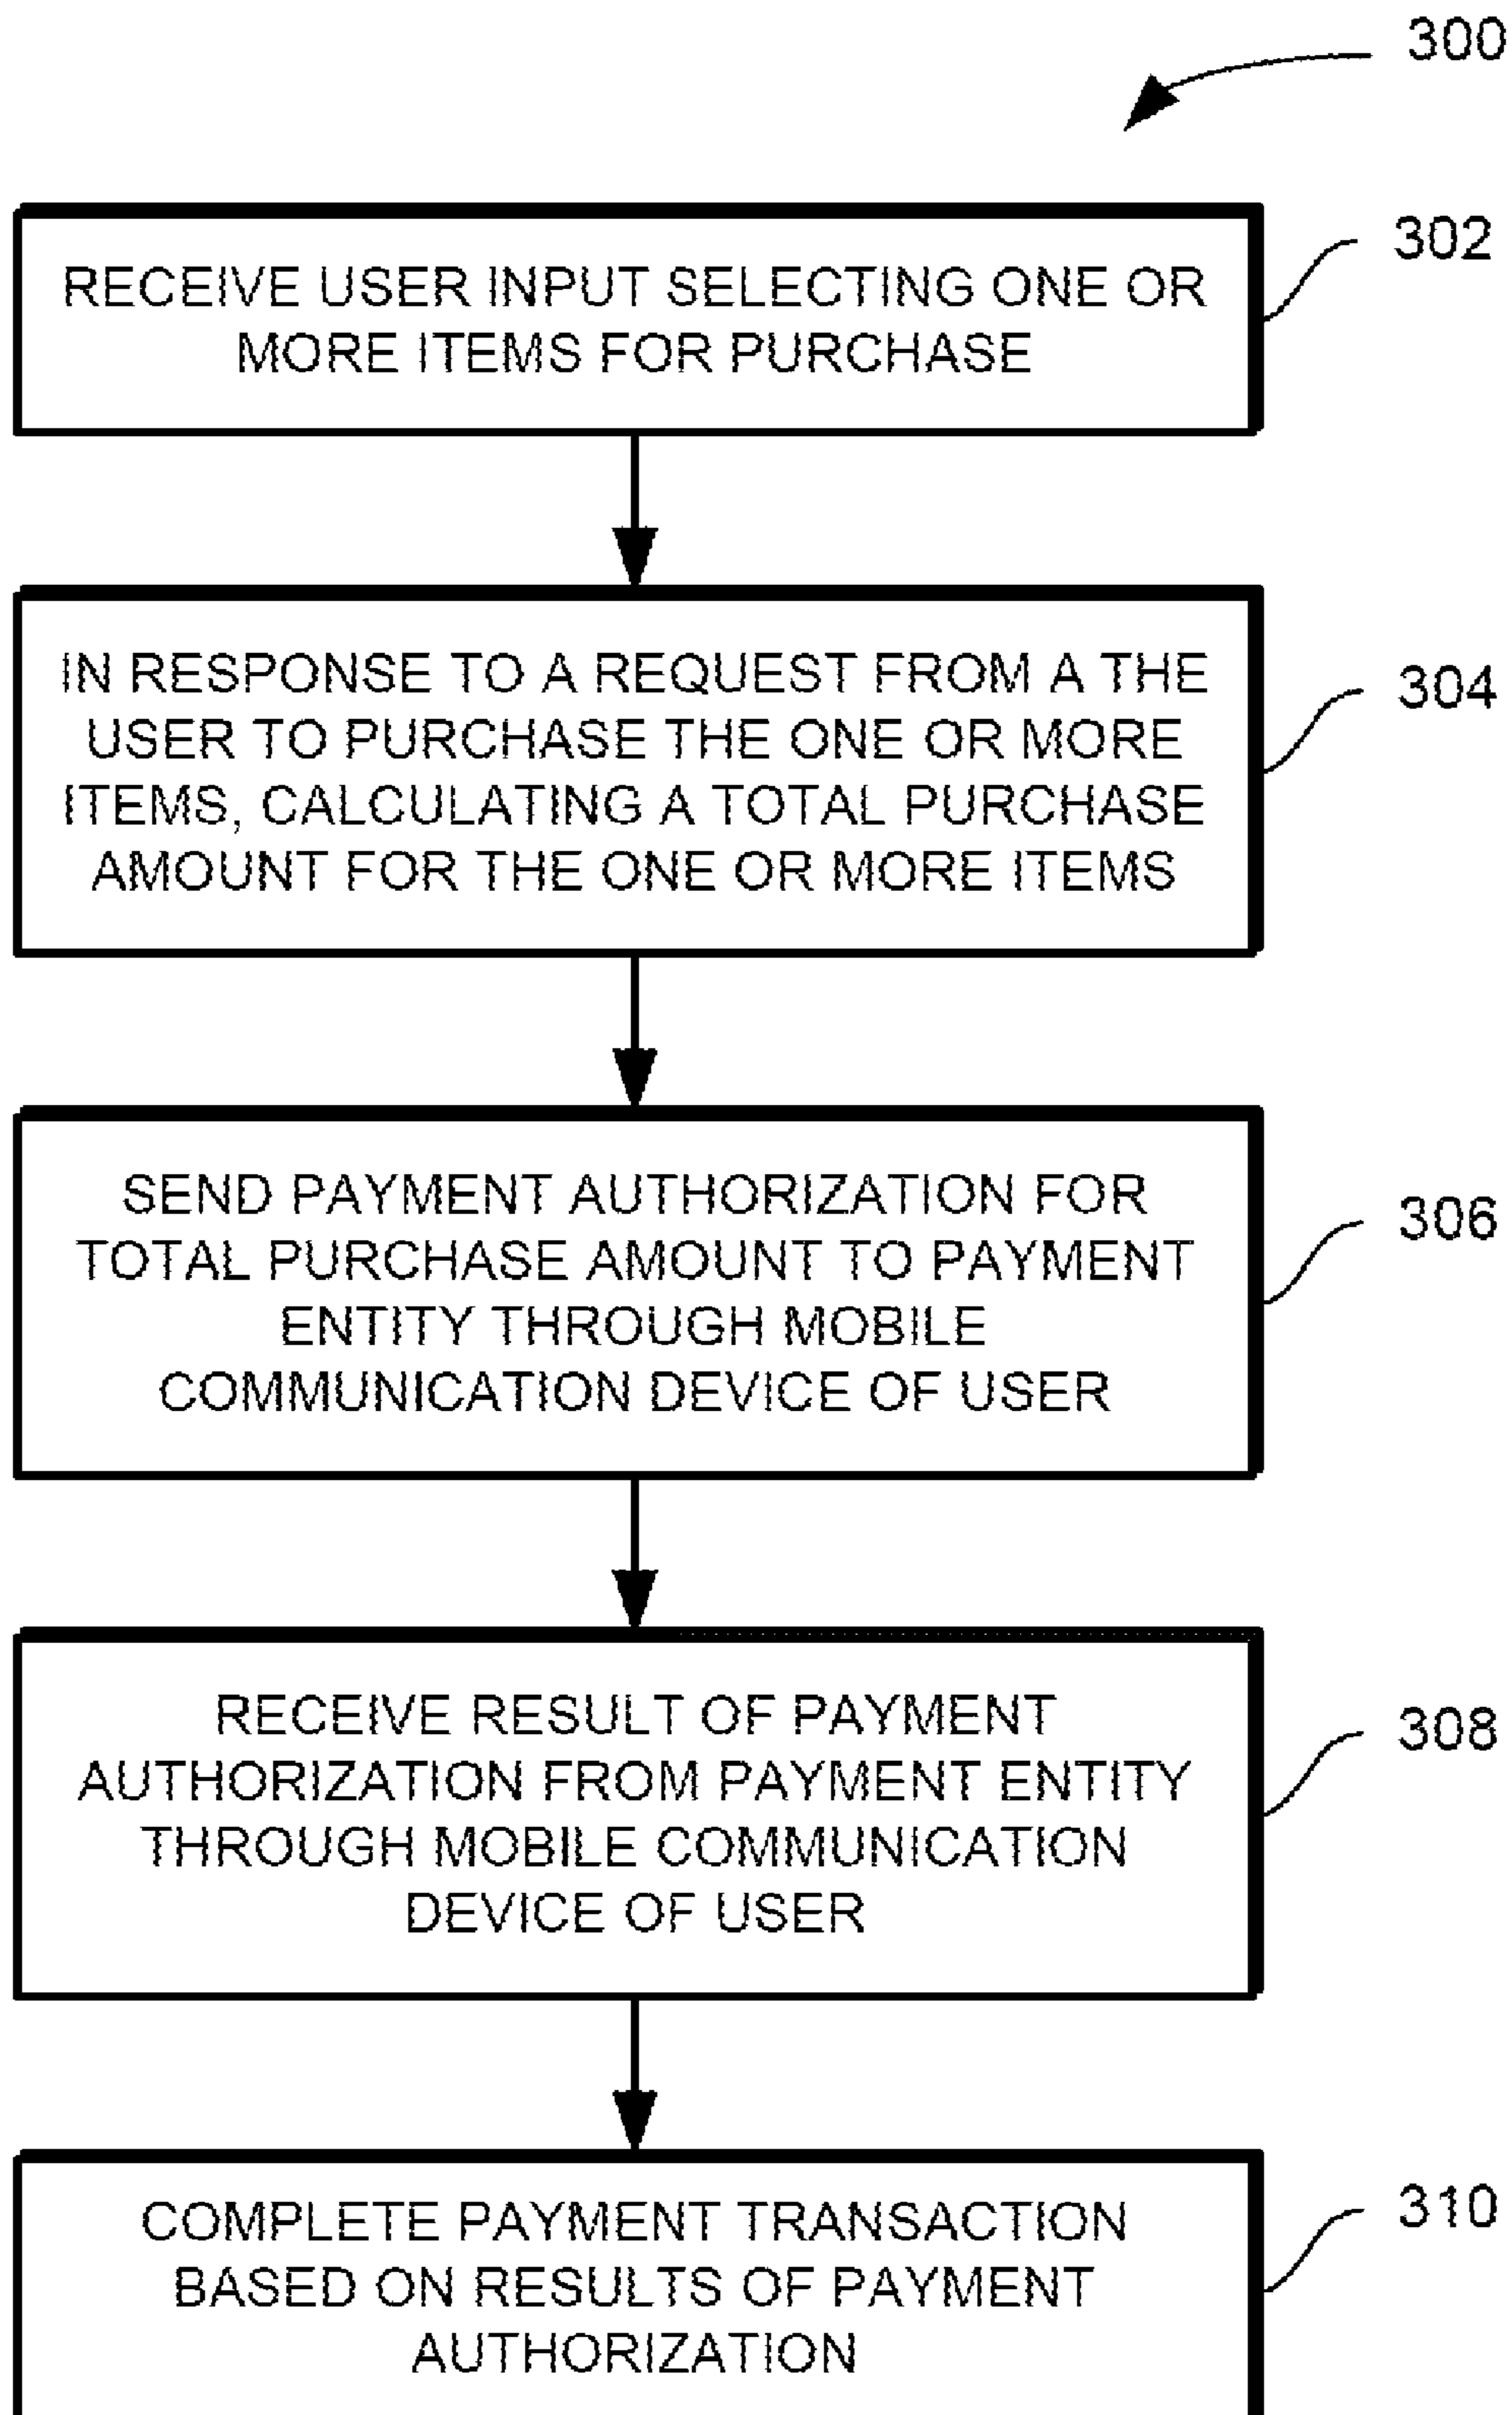 300
302
RECEIVE USER INPUT SELECTING ONE OR
MORE ITEMS FOR PURCHASE
304
IN RESPONSE TO A REQUEST FROM A THE
USER TO PURCHASE THE ONE OR MORE
ITEMS, CALCULATING A TOTAL PURCHASE
AMOUNT FOR THE ONE OR MORE ITEMS
306
SEND PAYMENT AUTHORIZATION FOR
TOTAL PURCHASE AMOUNT TO PAYMENT
ENTITY THROUGH MOBILE
COMMUNICATION DEVICE OF USER
308
RECEIVE RESULT OF PAYMENT
AUTHORIZATION FROM PAYMENT ENTITY
THROUGH MOBILE COMMUNICATION
DEVICE OF USER
310
COMPLETE PAYMENT TRANSACTION
BASED ON RESULTS OF PAYMENT
AUTHORIZATION